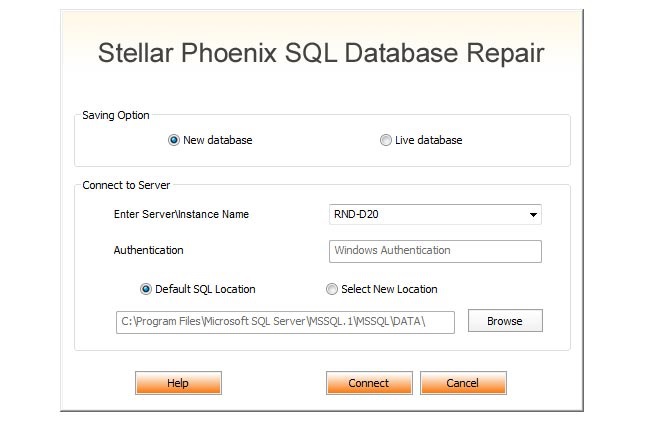 Stellar Phoenix SQL Database Repair
Saving Option
New database Live database
Connect to Server
Enter Server\Instance Name RND-D20
Authentication Windows Authentication
Default SQL Location Select New Location
C:\Program Files\Microsoft SQL Server\MSSQL.1\MSSQL\DATA\ Browse
Help Connect Cancel